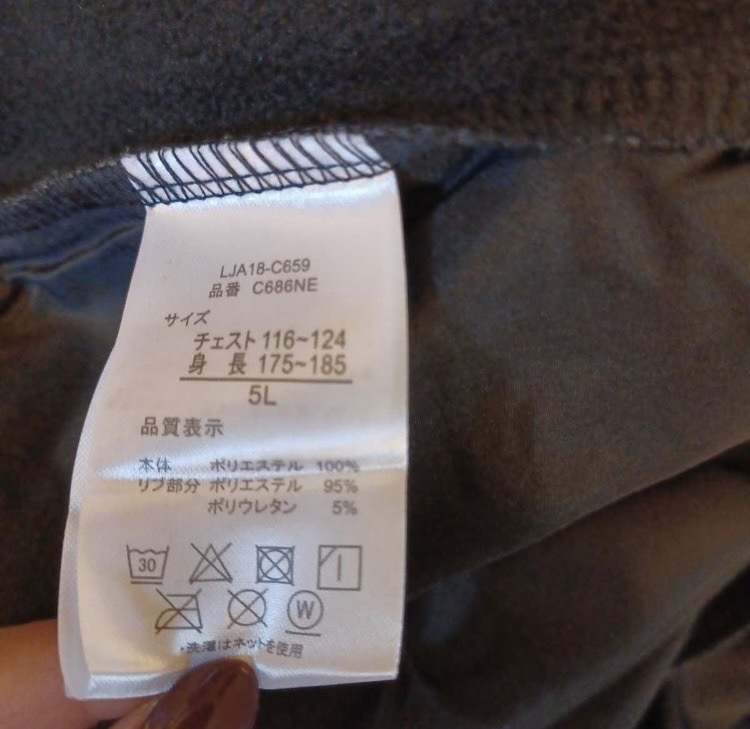 LJA18-C659
品番 C686NE
サイズ
チェスト 116~124
身 長 175~185
5L
品質表示
本体 ポリエステル 100%
リブ部分 ポリエステル 95%
ポリウレタン 5%
30
W
・洗濯はネットを使用